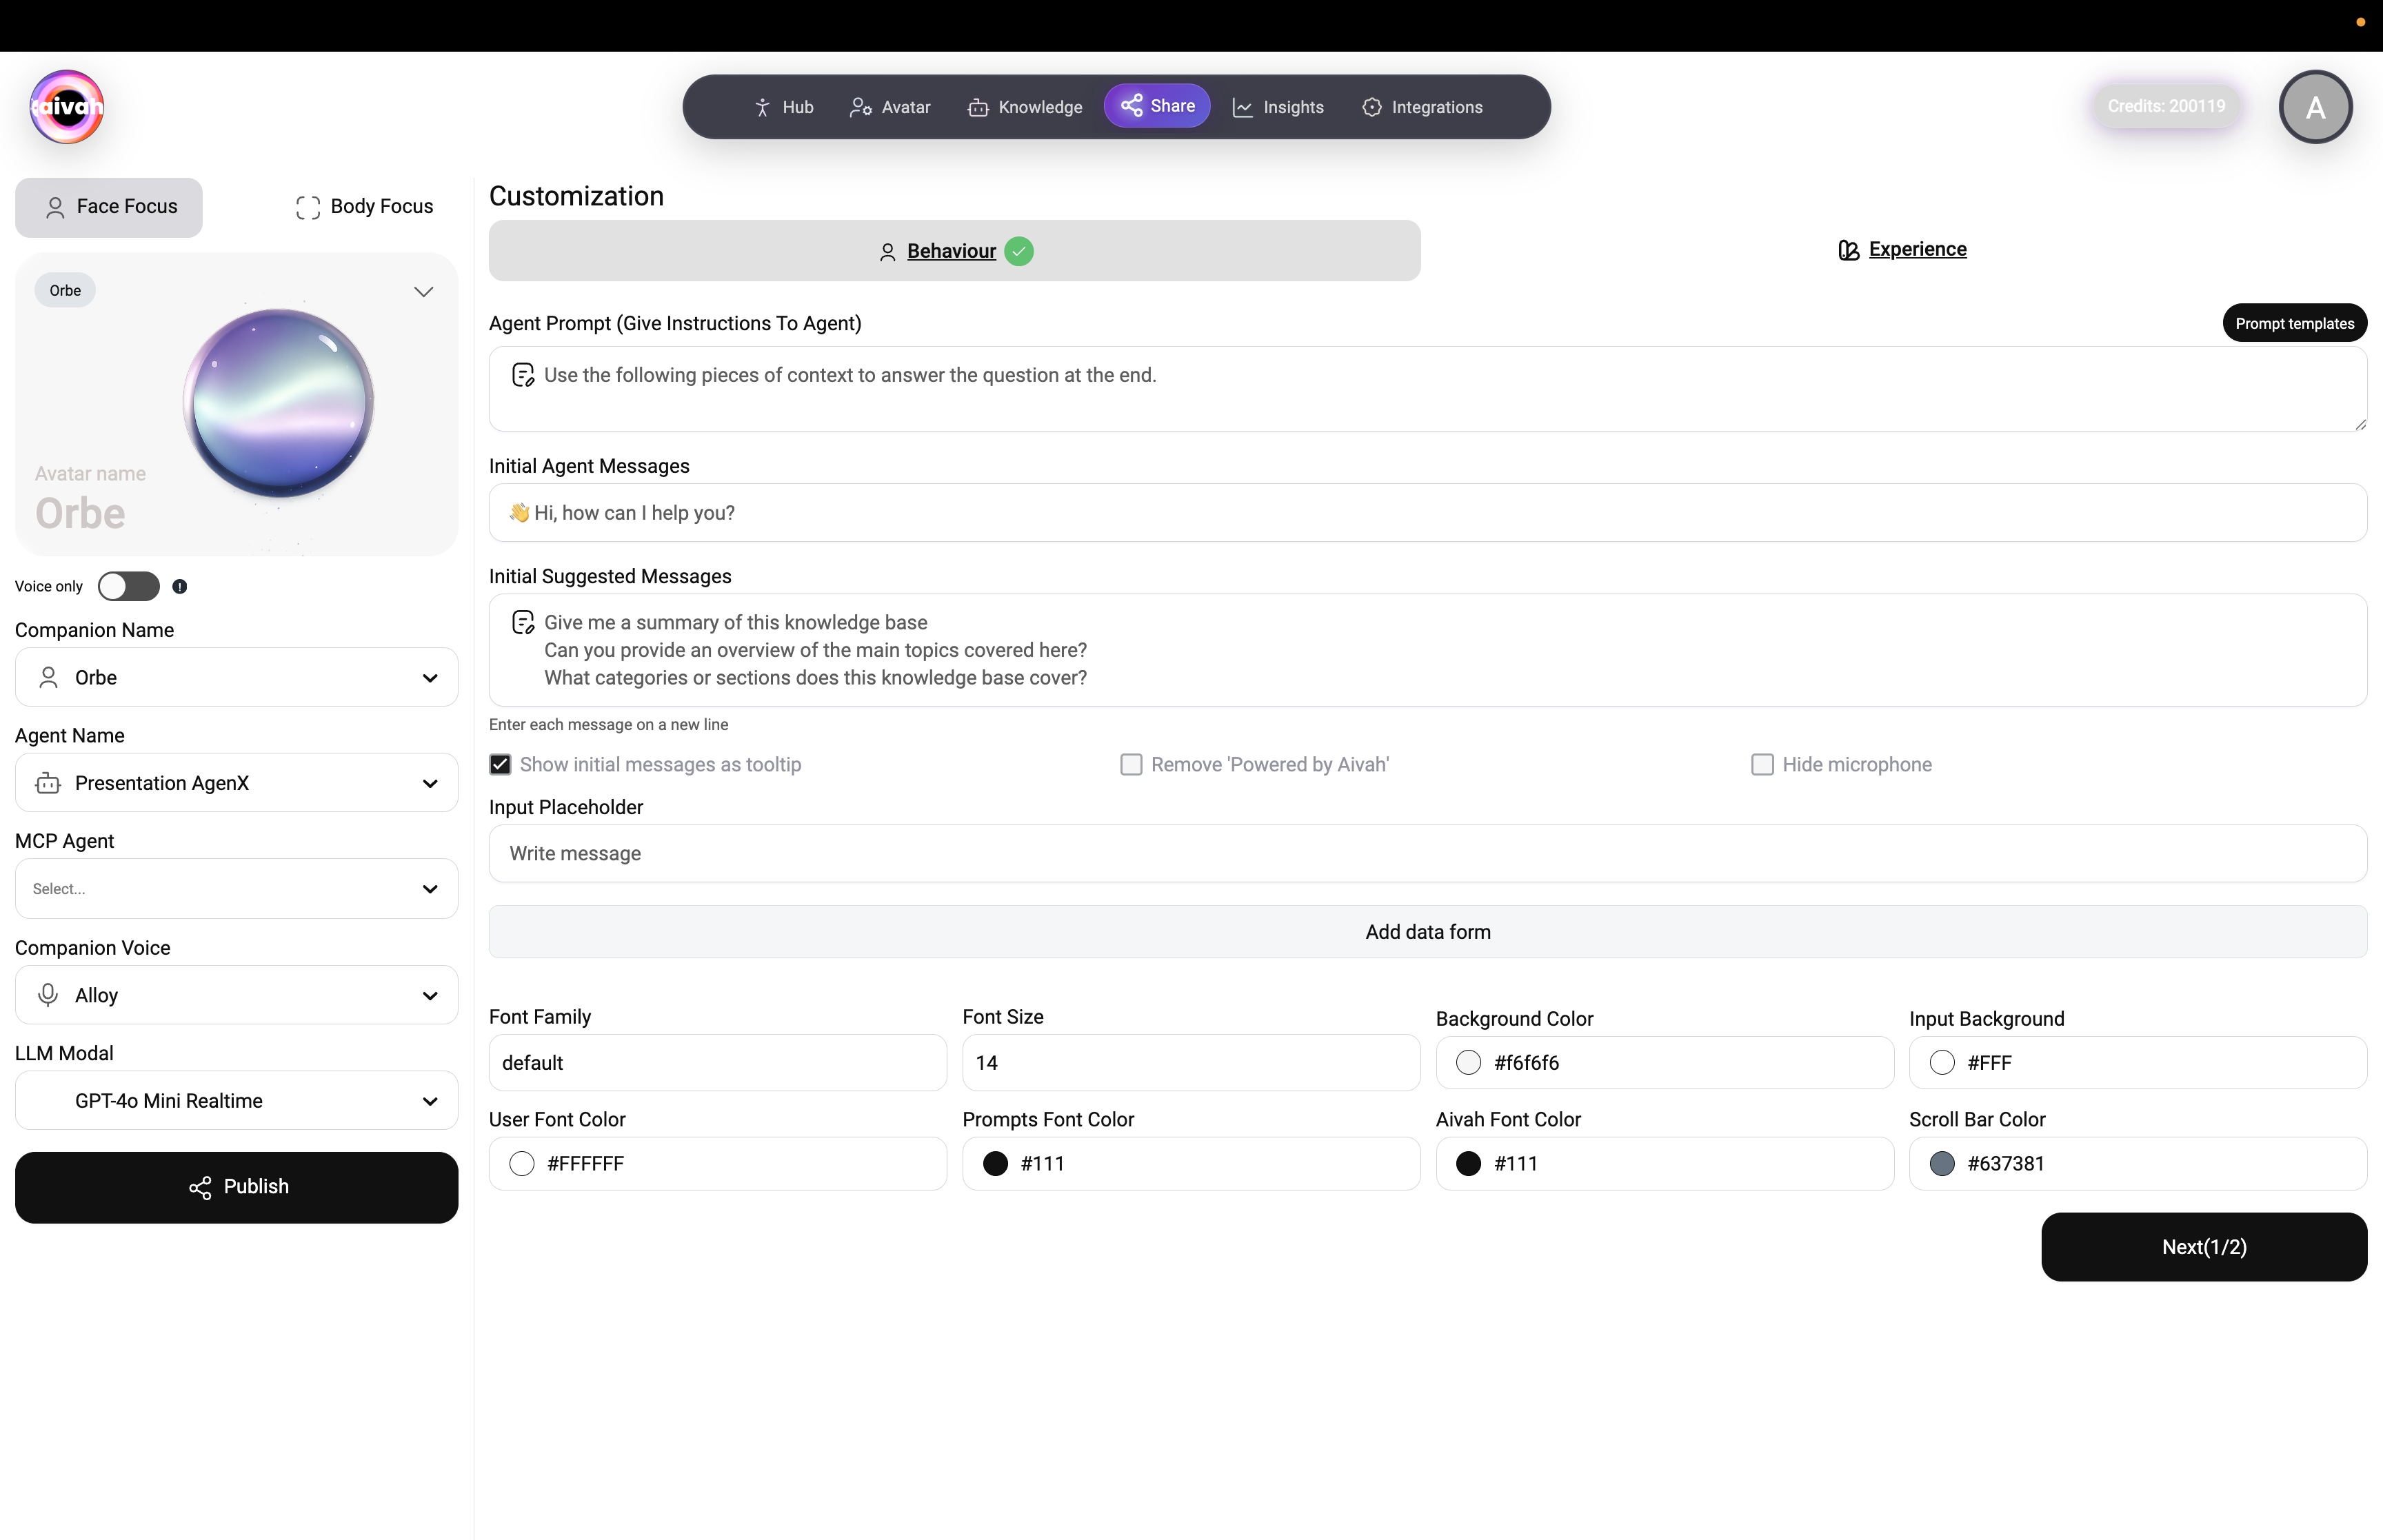 aivah
Hub
Avatar
Knowledge
Share
Insights
Integrations
Credits: 200119
A
Face Focus
Body Focus
Orbe
Avatar name
Orbe
Voice only
Companion Name
Orbe
Agent Name
Presentation AgenX
MCP Agent
Select...
Companion Voice
Alloy
LLM Modal
GPT-4o Mini Realtime
Publish
Customization
Behaviour
Experience
Agent Prompt (Give Instructions To Agent)
Prompt templates
Use the following pieces of context to answer the question at the end.
Initial Agent Messages
👋 Hi, how can I help you?
Initial Suggested Messages
Give me a summary of this knowledge base
Can you provide an overview of the main topics covered here?
What categories or sections does this knowledge base cover?
Enter each message on a new line
Show initial messages as tooltip
Remove 'Powered by Aivah'
Hide microphone
Input Placeholder
Write message
Add data form
Font Family
Font Size
Background Color
Input Background
default
14
#f6f6f6
#FFF
User Font Color
Prompts Font Color
Aivah Font Color
Scroll Bar Color
#FFFFFF
#111
#111
#637381
Next(1/2)